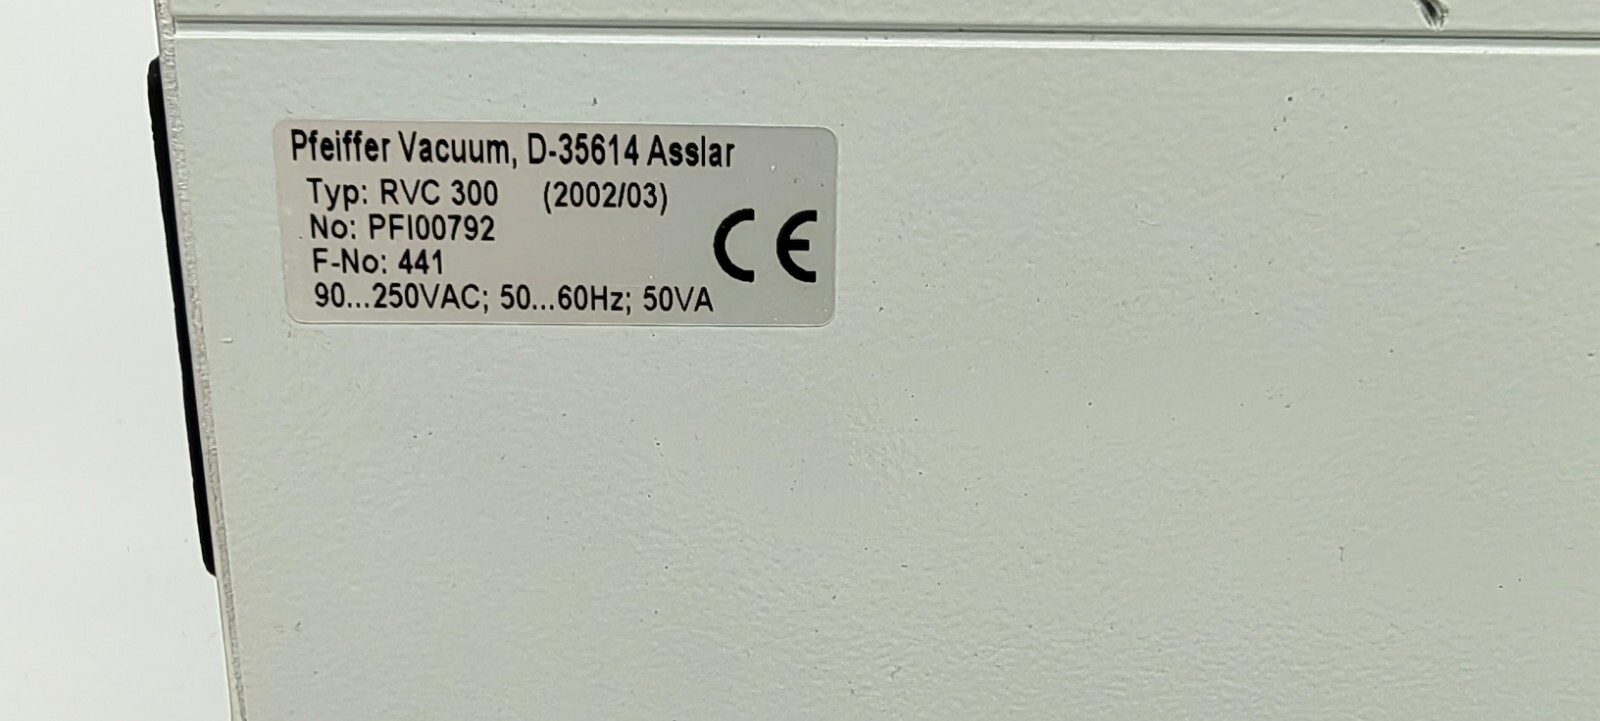 Pfeiffer Vacuum, D-35614 Asslar
Typ: RVC 300 (2002/03)
No: PFI00792
F-No: 441
CE
90...250VAC; 50...60Hz; 50VA